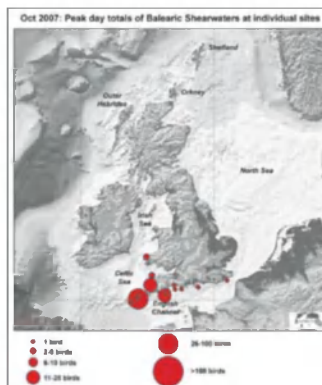 Oct 2007: Peak day totals of Balearic Shearwaters at individual sites
Shetland
Orkney
Outer
Hebrides
North Sea
Irish
Sea
Celtic
Sea
English
Channel
1 bird
2-5 birds
6-10 birds
11-25 birds
26-100 birds
>100 birds